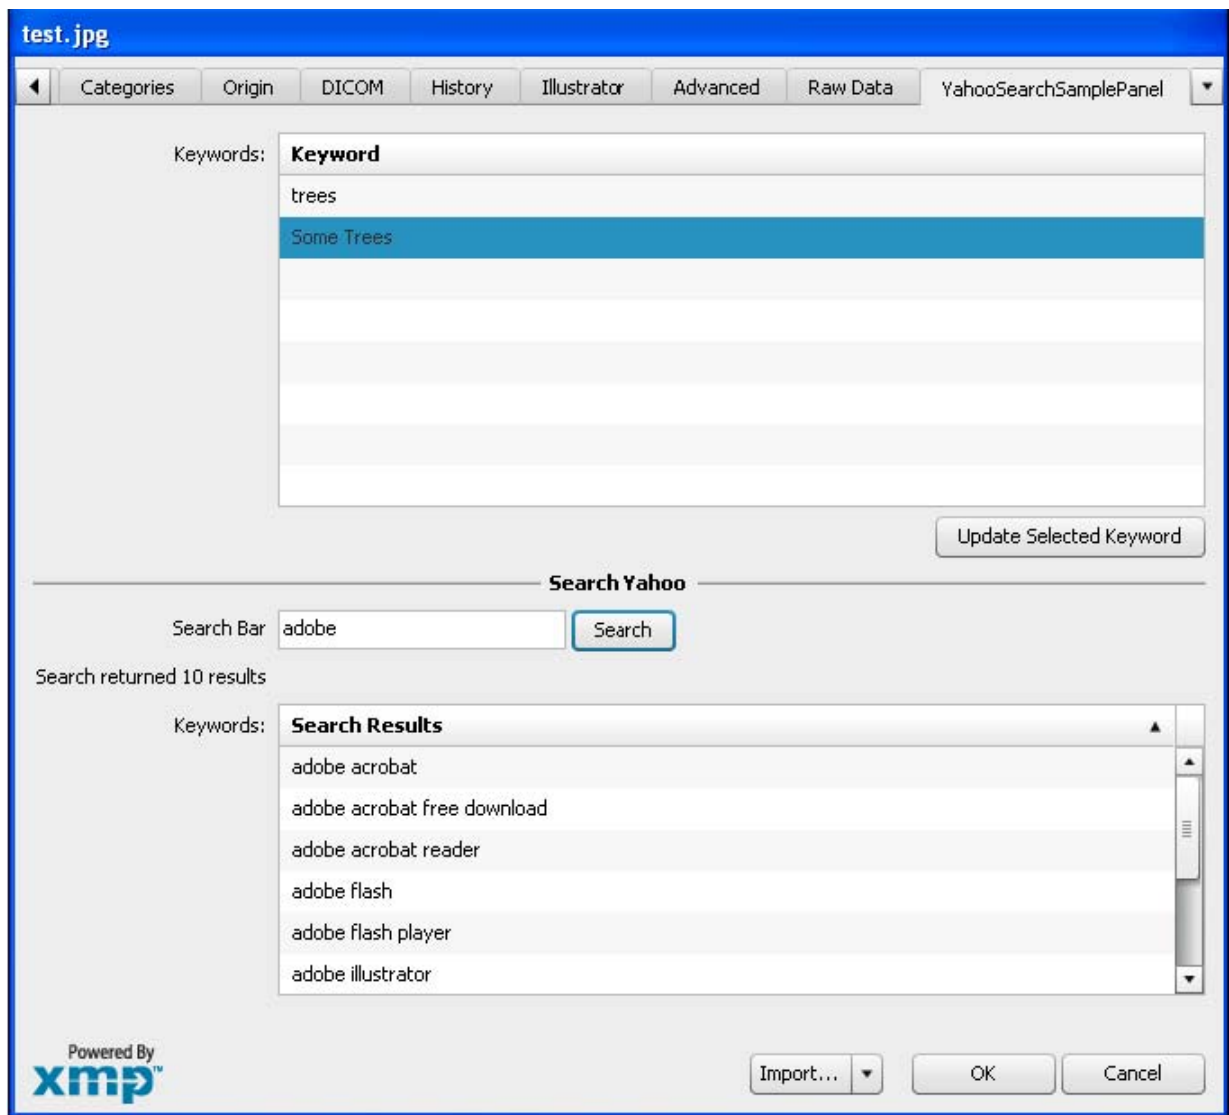 test.jpg
Categories Origin DICOM History Illustrator Advanced Raw Data YahooSearchSamplePanel
Keywords: Keyword
trees
Some Trees
Update Selected Keyword
Search Yahoo
Search Bar adobe Search
Search returned 10 results
Keywords: Search Results
adobe acrobat
adobe acrobat free download
adobe acrobat reader
adobe flash
adobe flash player
adobe illustrator
Powered By
xmp™ Import... OK Cancel